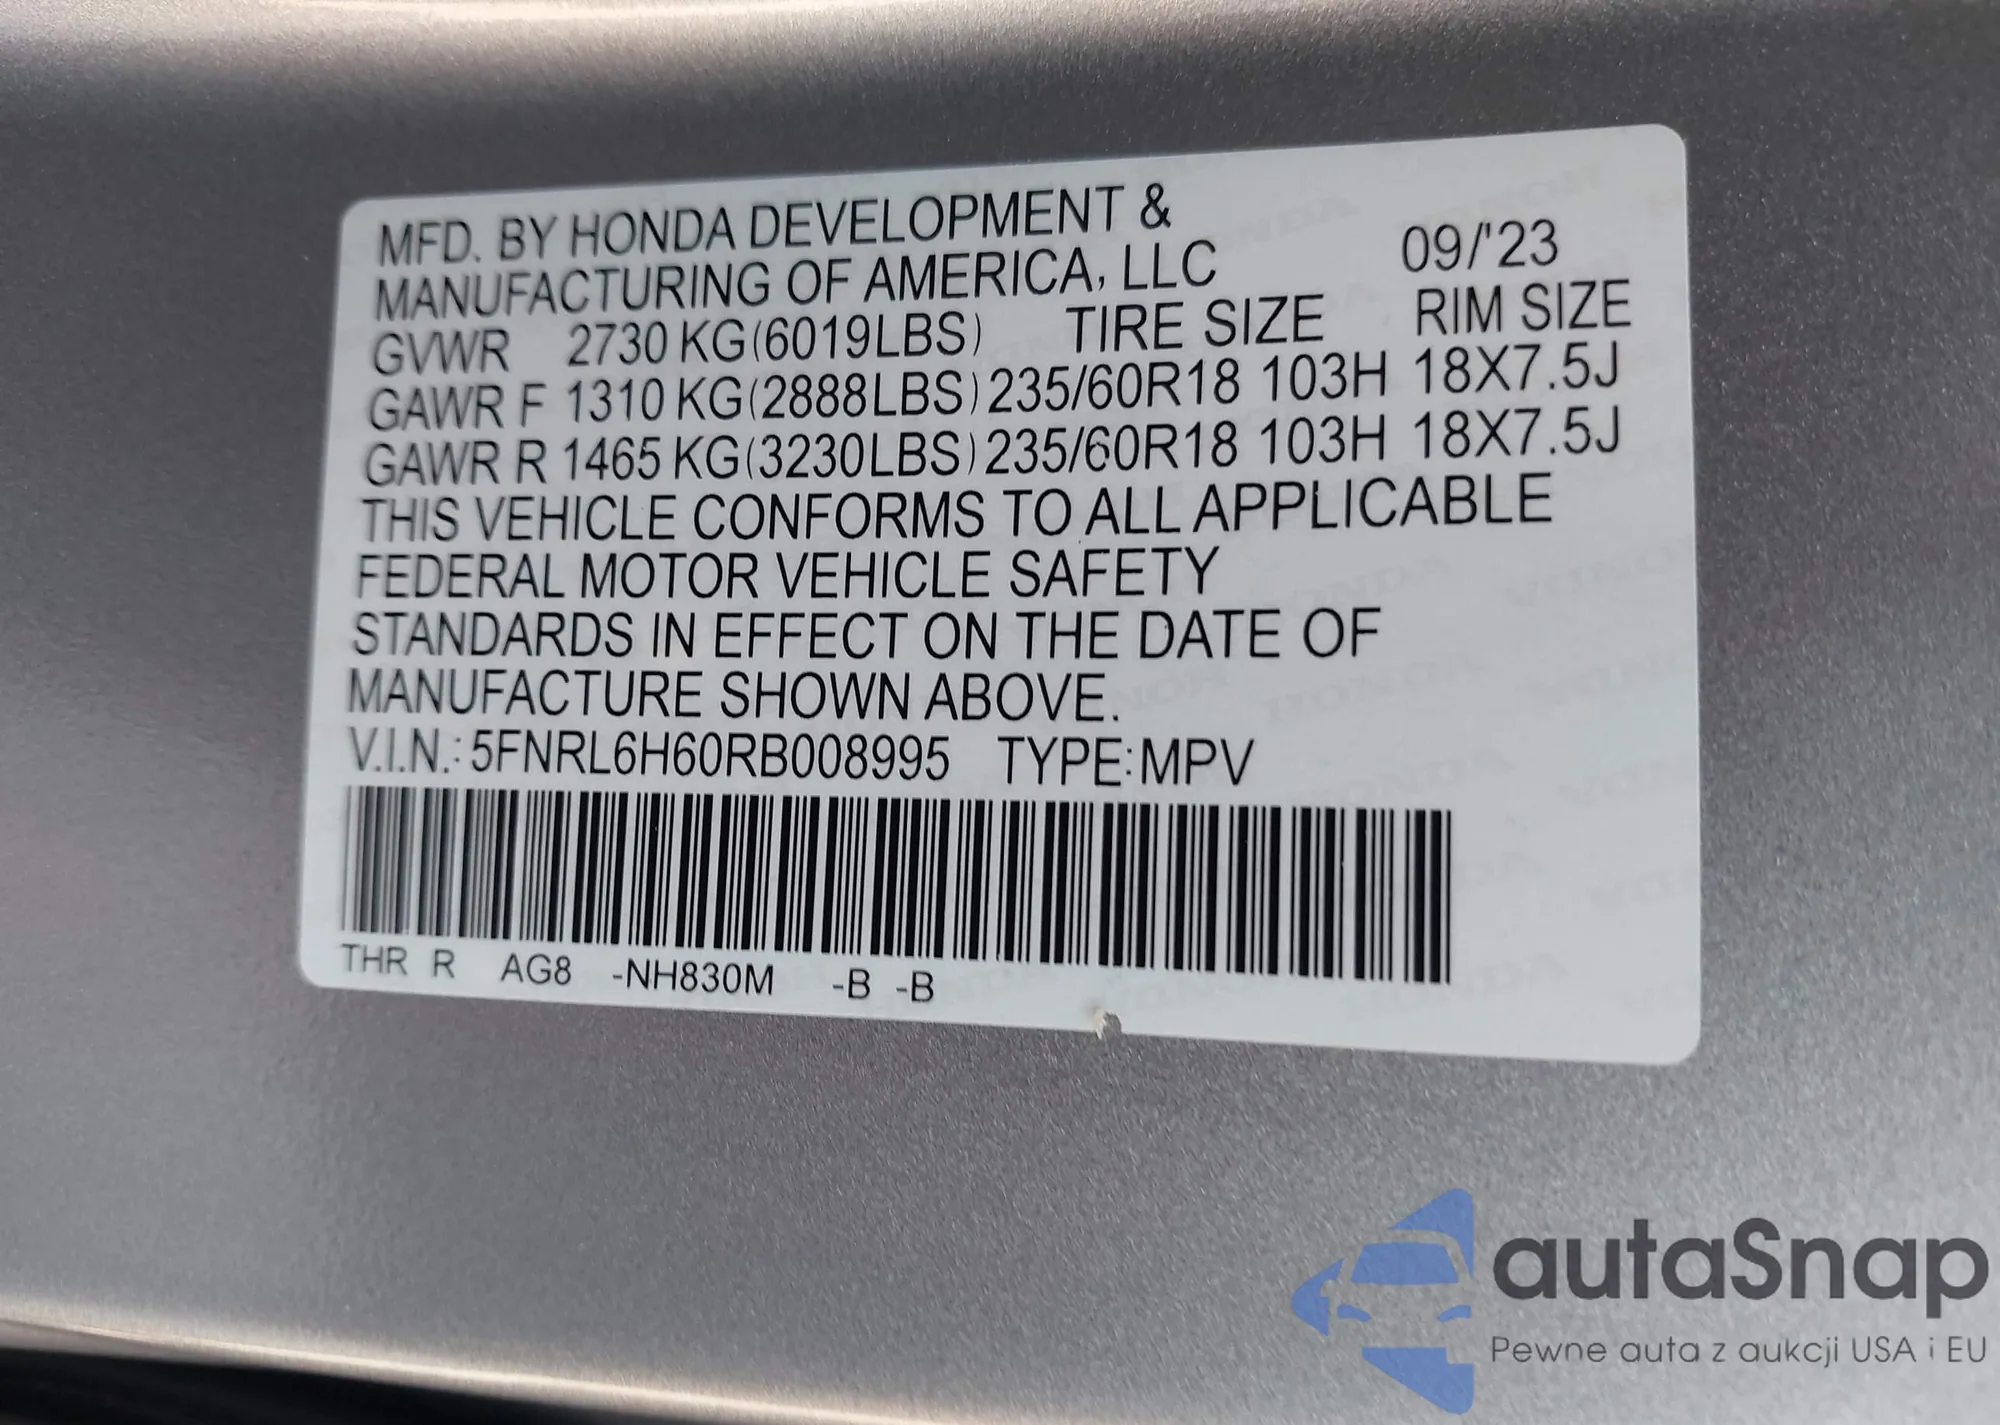 MFD. BY HONDA DEVELOPMENT &
MANUFACTURING OF AMERICA, LLC 09/'23
GVWR 2730 KG(6019LBS) TIRE SIZE RIM SIZE
GAWR F 1310 KG(2888LBS) 235/60R18 103H 18X7.5J
GAWR R 1465 KG(3230LBS) 235/60R18 103H 18X7.5J
THIS VEHICLE CONFORMS TO ALL APPLICABLE
FEDERAL MOTOR VEHICLE SAFETY
STANDARDS IN EFFECT ON THE DATE OF
MANUFACTURE SHOWN ABOVE.
V.I.N.: 5FNRL6H60RB008995 TYPE:MPV
THR R AG8 -NH830M -B -B
autaSnap
Pewne auta z aukcji USA i EU